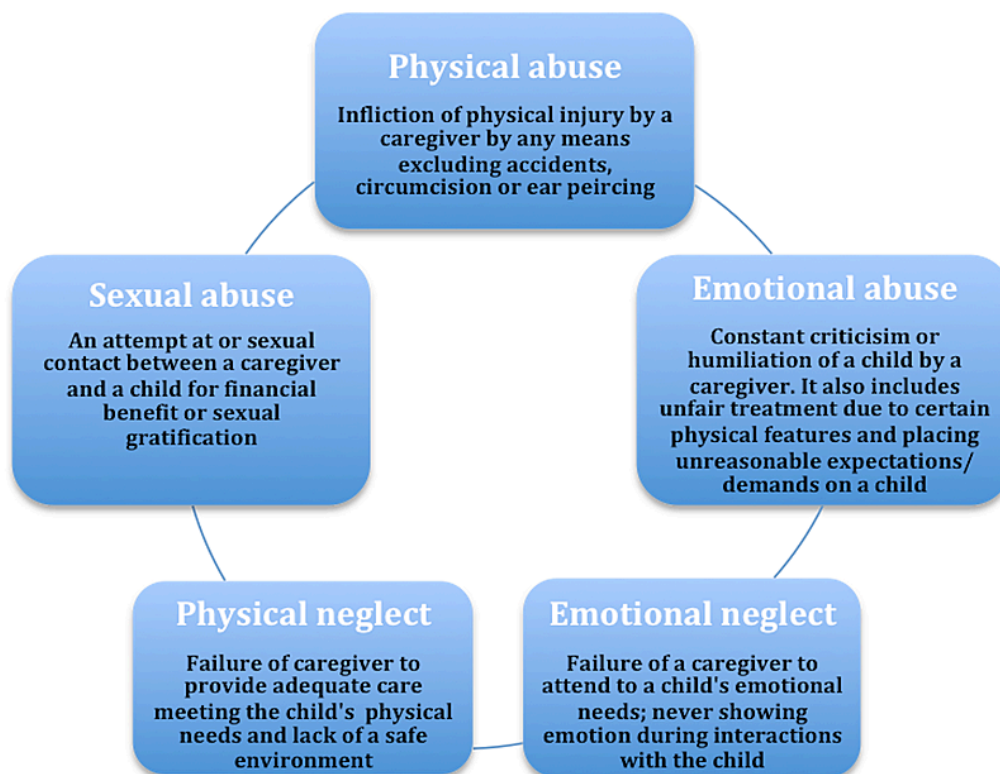 Physical abuse
Infliction of physical injury by a
caregiver by any means
excluding accidents,
circumcision or ear peircing
Sexual abuse
An attempt at or sexual
contact between a caregiver
and a child for financial
benefit or sexual
gratification
Emotional abuse
Constant criticisim or
humiliation of a child by a
caregiver. It also includes
unfair treatment due to certain
physical features and placing
unreasonable expectations/
demands on a child
Physical neglect
Failure of caregiver to
provide adequate care
meeting the child's physical
needs and lack of a safe
environment
Emotional neglect
Failure of a caregiver to
attend to a child's emotional
needs; never showing
emotion during interactions
with the child